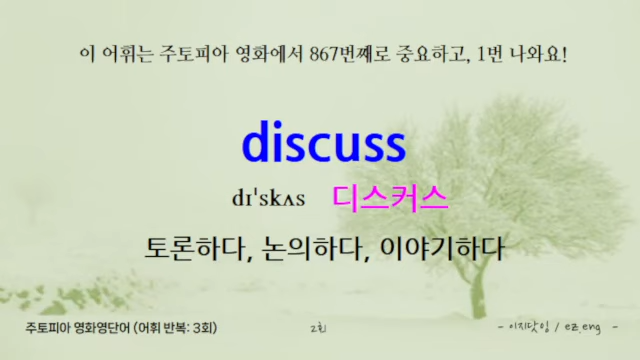 이 어휘는 주토피아 영화에서 867번째로 중요하고, 1번 나와요!
discuss
dɪˈskʌs 디스커스
토론하다, 논의하다, 이야기하다
주토피아 영화영단어 (어휘 반복: 3회) 2회 - 이지닷잉 / ez.eng -